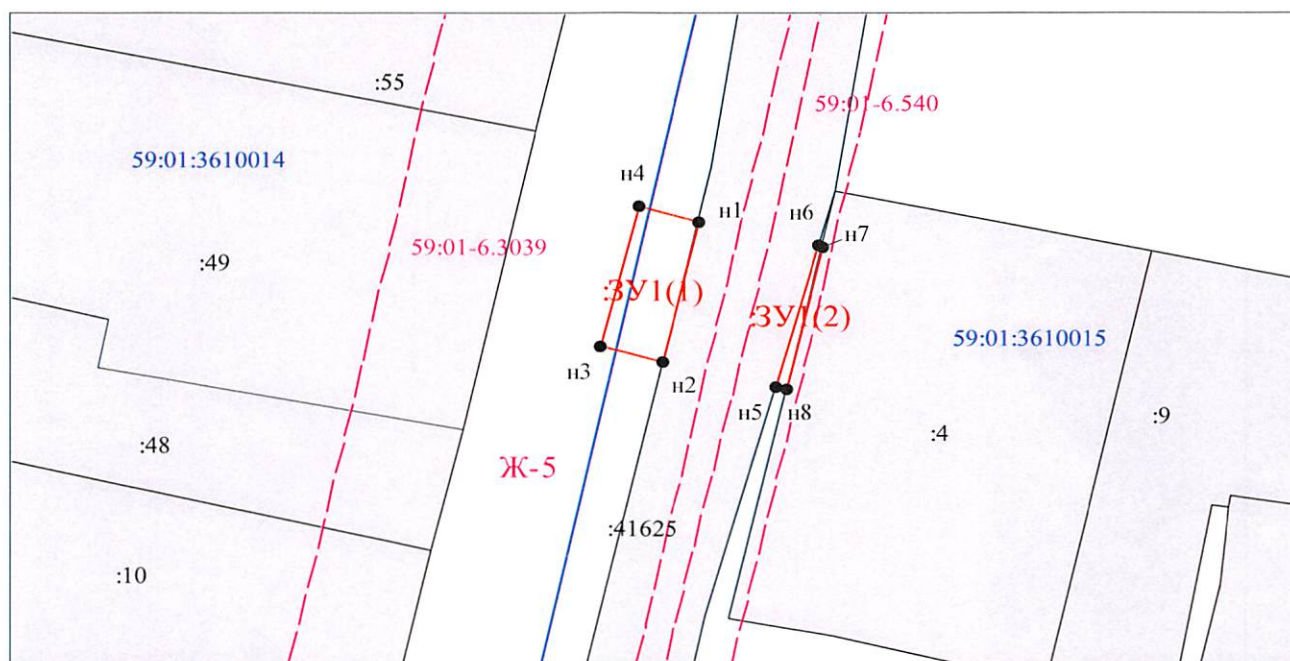 :55
59:01-6.540
59:01:3610014
н4
н1
н6
н7
59:01-6.3039
:49
:ЗУ1(1)
:ЗУ1(2)
59:01:3610015
н3
н2
н5
н8
:9
:4
:48
Ж-5
:41625
:10